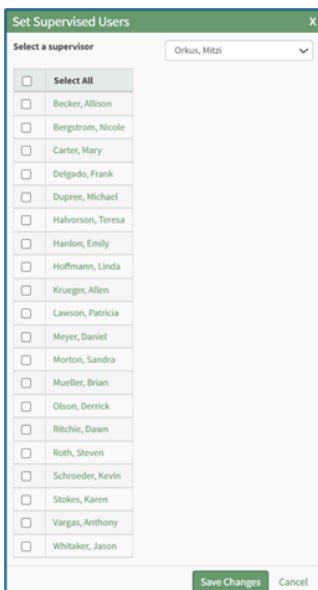 Set Supervised Users X
Select a supervisor Orkus, Mitzi
Select All
Becker, Allison
Bergstrom, Nicole
Carter, Mary
Delgado, Frank
Dupree, Michael
Halvorson, Teresa
Hanlon, Emily
Hoffmann, Linda
Krueger, Allen
Lawson, Patricia
Meyer, Daniel
Morton, Sandra
Mueller, Brian
Olson, Derrick
Ritchie, Dawn
Roth, Steven
Schroeder, Kevin
Stokes, Karen
Vargas, Anthony
Whitaker, Jason
Save Changes Cancel